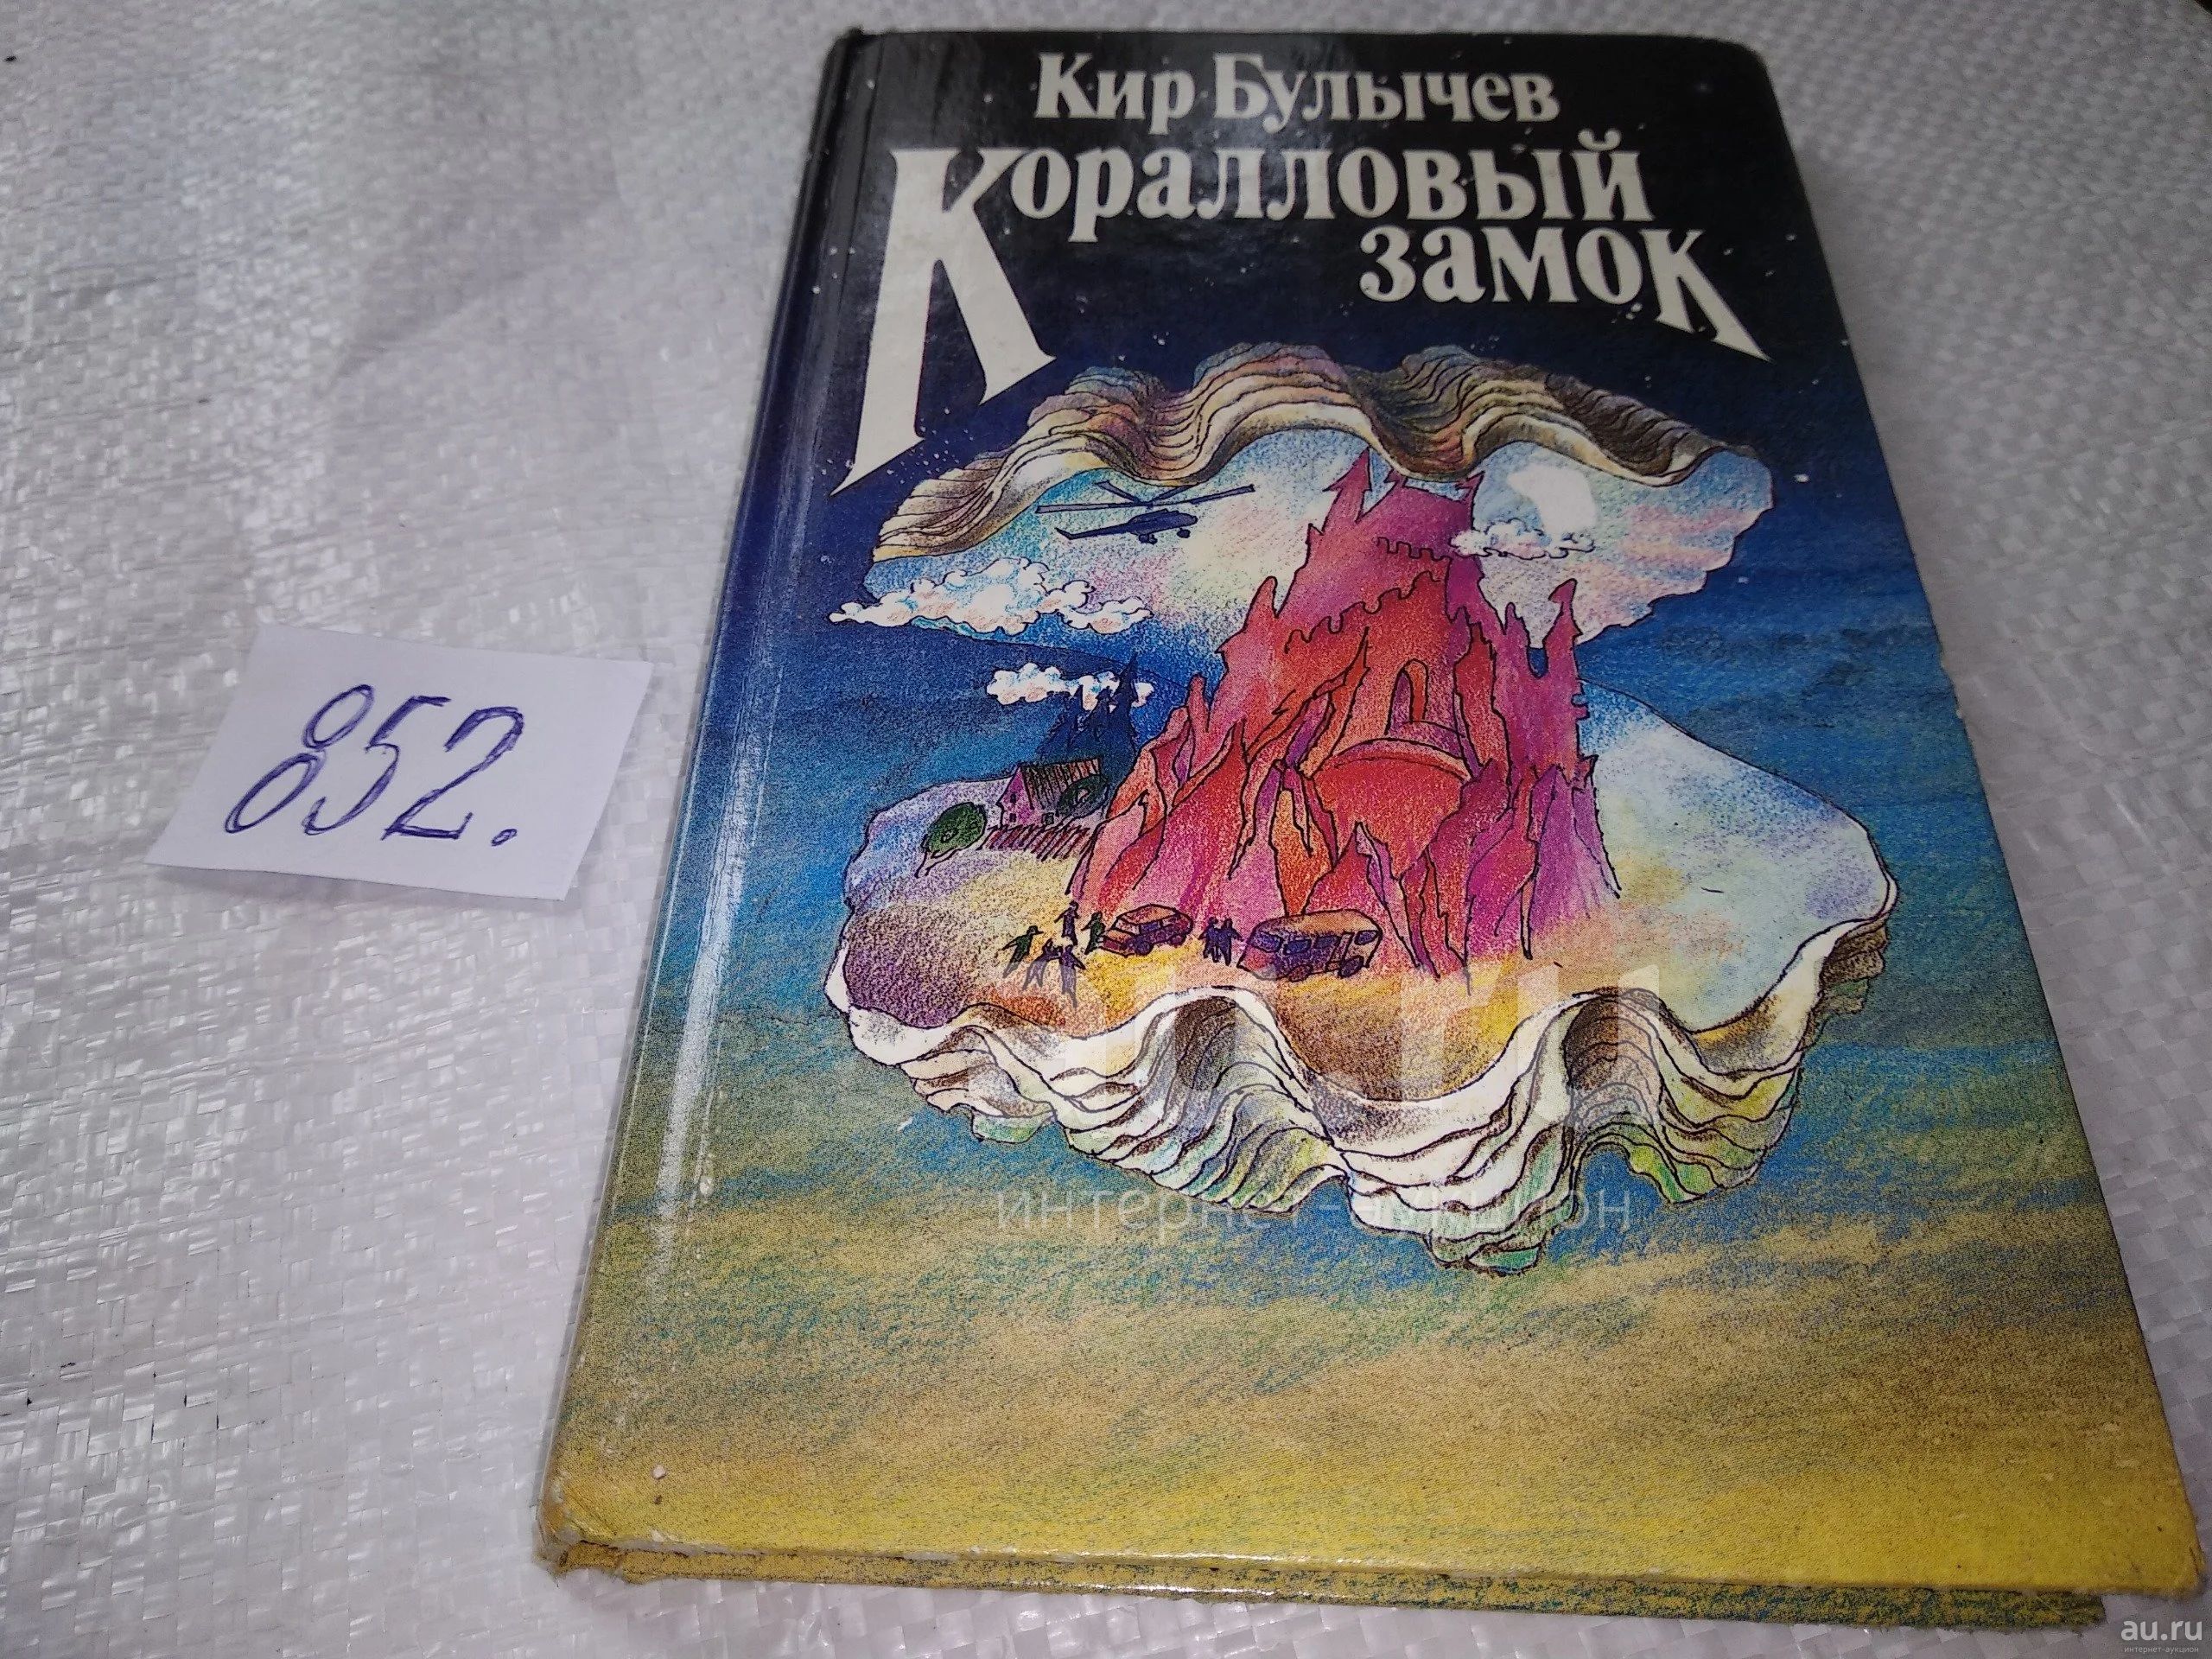 Кир Булычев
Коралловый
замок
852.
интернет-аукцион
au.ru
интернет-аукцион